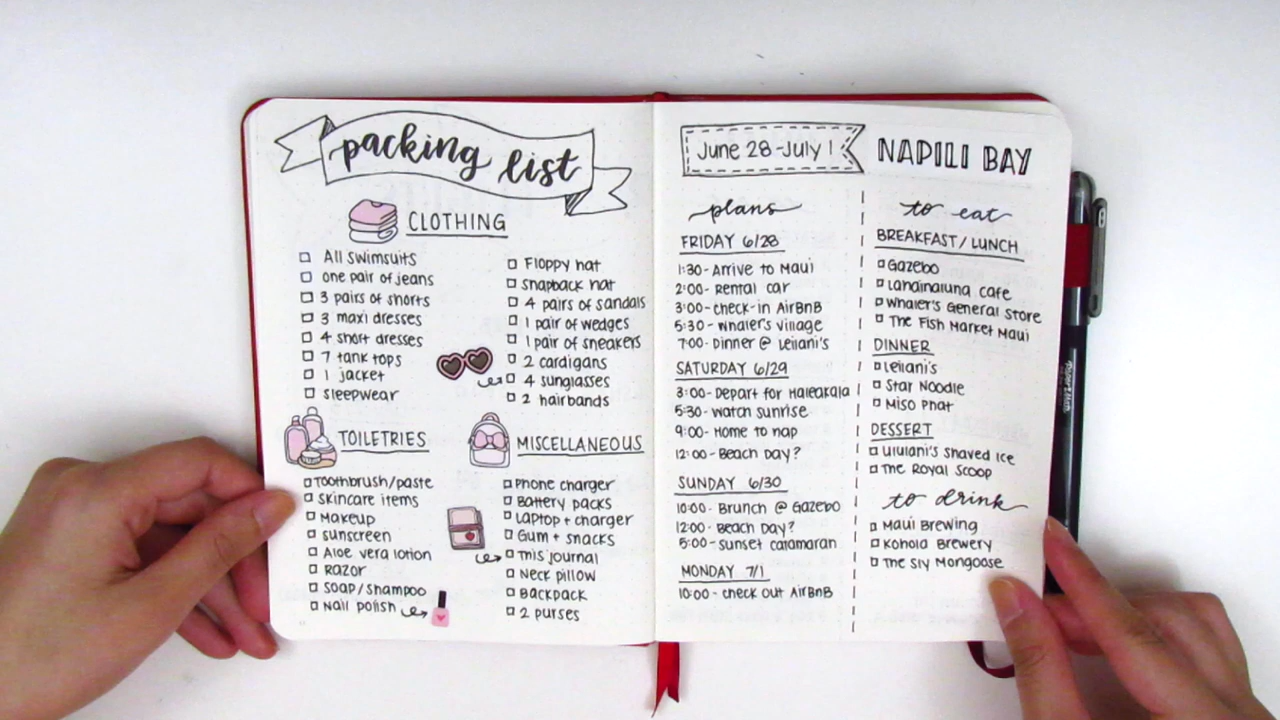 packing list
CLOTHING
All swimsuits
one pair of jeans
3 pairs of shorts
3 maxi dresses
4 short dresses
7 tank tops
1 jacket
sleepwear
Floppy hat
snapback hat
4 pairs of sandals
1 pair of wedges
1 pair of sneakers
2 cardigans
4 sunglasses
2 hairbands
TOILETRIES
Toothbrush/paste
skincare items
Makeup
sunscreen
Aloe vera lotion
Razor
soap/shampoo
Nail polish
MISCELLANEOUS
Phone charger
Battery packs
Laptop + charger
Gum + snacks
This journal
Neck pillow
Backpack
2 purses
June 28-July 1
NAPILI BAY
plans
FRIDAY 6/28
1:30- Arrive to Maui
2:00- Rental car
3:00- check-in AirBnB
5:30- Whaler's village
7:00- Dinner @ Leilani's
SATURDAY 6/29
3:00- Depart for Haleakala
5:30- watch sunrise
9:00- Home to nap
12:00- Beach Day?
SUNDAY 6/30
10:00- Brunch @ Gazebo
12:00- Beach Day?
5:00- sunset catamaran
MONDAY 7/1
10:00- check out AirBnB
to eat
BREAKFAST/LUNCH
Gazebo
Lahainaluna cafe
Whaler's General Store
The Fish Market Maui
DINNER
Leilani's
Star Noodle
Miso Phat
DESSERT
Ululani's Shaved Ice
The Royal Scoop
to drink
Maui Brewing
Kohola Brewery
The Sly Mongoose